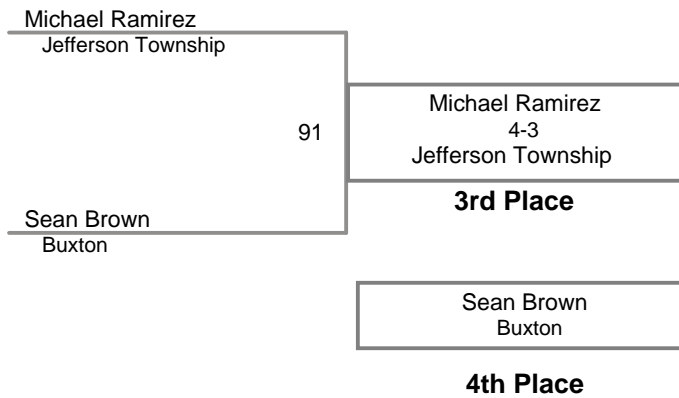 Michael Ramirez
Jefferson Township
91
Michael Ramirez
4-3
Jefferson Township
3rd Place
Sean Brown
Buxton
Sean Brown
Buxton
4th Place